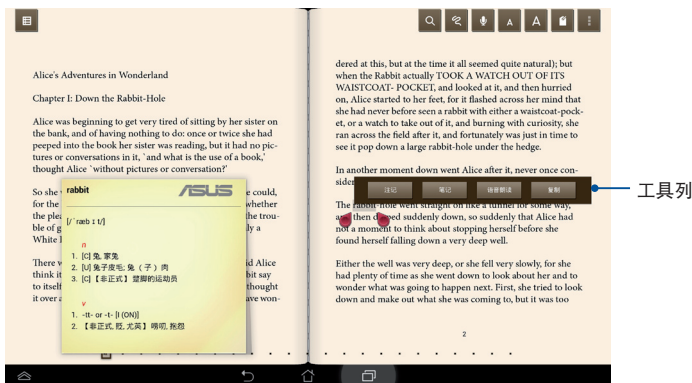 A A
Alice's Adventures in Wonderland
Chapter I: Down the Rabbit-Hole
Alice was beginning to get very tired of sitting by her sister on
the bank, and of having nothing to do: once or twice she had
peeped into the book her sister was reading, but it had no pic-
tures or conversations in it, `and what is the use of a book,'
thought Alice `without pictures or conversation?'
So she
could,
for the
whether
the plea
the trou-
ble of g
ly a
White
There w
id Alice
think it
bit say
to itself
thought
it over a
ave won-
rabbit
ASUS
[/ˈræb ɪ t/]
n
1. [C] 兔, 家兔
2. [U] 兔子皮毛; 兔（子）肉
3. [C]【非正式】蹩脚的运动员
v
1. -tt- or -t- [I (ON)]
2. 【非正式, 贬, 尤英】唠叨, 抱怨
dered at this, but at the time it all seemed quite natural); but
when the Rabbit actually TOOK A WATCH OUT OF ITS
WAISTCOAT- POCKET, and looked at it, and then hurried
on, Alice started to her feet, for it flashed across her mind that
she had never before seen a rabbit with either a waistcoat-pock-
et, or a watch to take out of it, and burning with curiosity, she
ran across the field after it, and fortunately was just in time to
see it pop down a large rabbit-hole under the hedge.
In another moment down went Alice after it, never once con-
sider
注记 笔记 语音朗读 复制
工具列
The rabbit-hole went straight on like a tunnel for some way,
and then dipped suddenly down, so suddenly that Alice had
not a moment to think about stopping herself before she
found herself falling down a very deep well.
Either the well was very deep, or she fell very slowly, for she
had plenty of time as she went down to look about her and to
wonder what was going to happen next. First, she tried to look
down and make out what she was coming to, but it was too
2